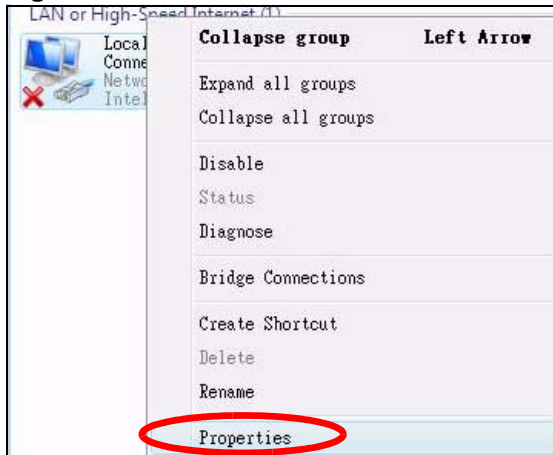 LAN or High-Speed Internet (1)
Local
Conne
Netwo
Intel
Collapse group Left Arrow
Expand all groups
Collapse all groups
Disable
Status
Diagnose
Bridge Connections
Create Shortcut
Delete
Rename
Properties